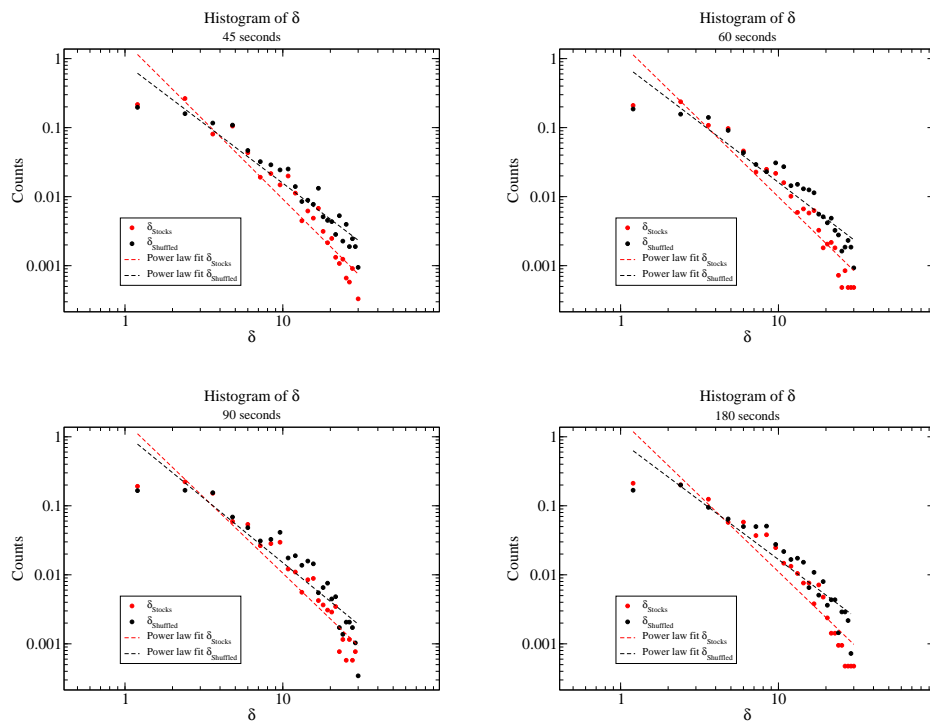 Histogram of δ
45 seconds
Counts
1
0.1
0.01
0.001
δStocks
δShuffled
Power law fit δStocks
Power law fit δShuffled
1
10
δ
Histogram of δ
60 seconds
Counts
1
0.1
0.01
0.001
δStocks
δShuffled
Power law fit δStocks
Power law fit δShuffled
1
10
δ
Histogram of δ
90 seconds
Counts
1
0.1
0.01
0.001
δStocks
δShuffled
Power law fit δStocks
Power law fit δShuffled
1
10
δ
Histogram of δ
180 seconds
Counts
1
0.1
0.01
0.001
δStocks
δShuffled
Power law fit δStocks
Power law fit δShuffled
1
10
δ